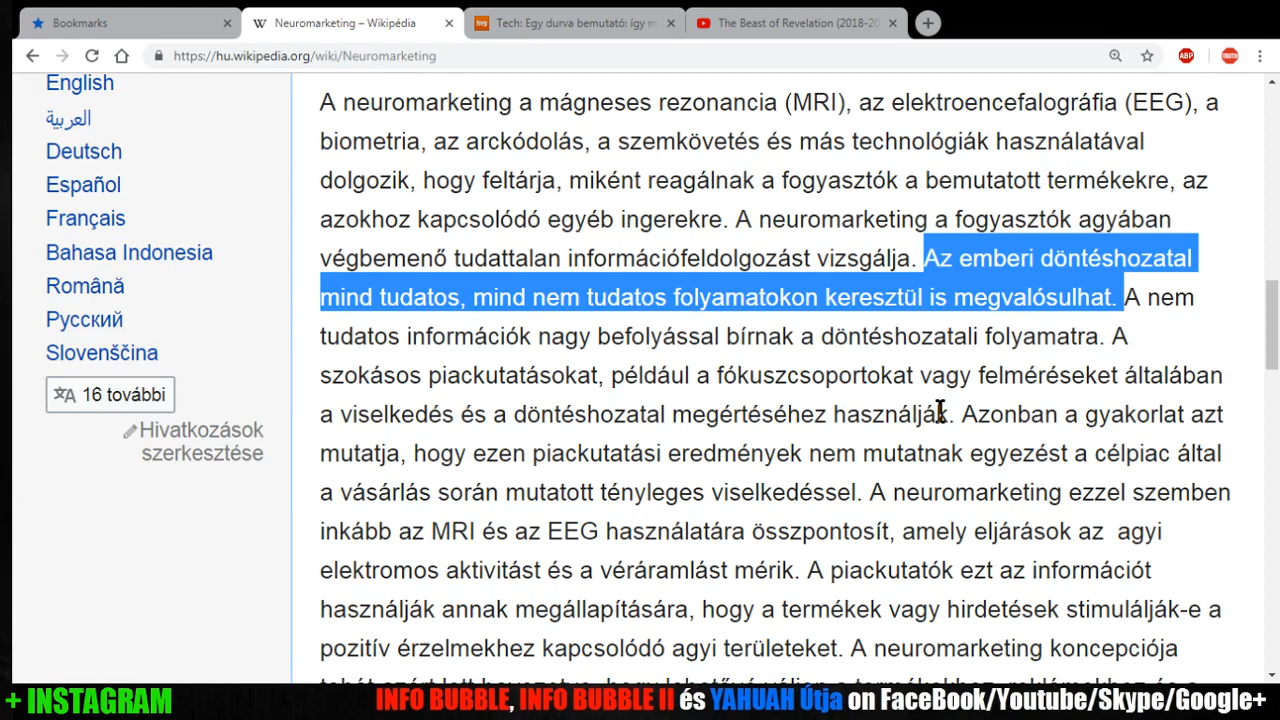 Bookmarks
Neuromarketing – Wikipédia
Tech: Egy durva bemutató: így
The Beast of Revelation (2018-20
https://hu.wikipedia.org/wiki/Neuromarketing
ABP
TRUTH
English
العربية
Deutsch
Español
Français
Bahasa Indonesia
Română
Русский
Slovenščina
16 további
Hivatkozások
szerkesztése
A neuromarketing a mágneses rezonancia (MRI), az elektroencefalográfia (EEG), a
biometria, az arckódolás, a szemkövetés és más technológiák használatával
dolgozik, hogy feltárja, miként reagálnak a fogyasztók a bemutatott termékekre, az
azokhoz kapcsolódó egyéb ingerekre. A neuromarketing a fogyasztók agyában
végbemenő tudattalan információfeldolgozást vizsgálja. Az emberi döntéshozatal
mind tudatos, mind nem tudatos folyamatokon keresztül is megvalósulhat. A nem
tudatos információk nagy befolyással bírnak a döntéshozatali folyamatra. A
szokásos piackutatásokat, például a fókuszcsoportokat vagy felméréseket általában
a viselkedés és a döntéshozatal megértéséhez használják. Azonban a gyakorlat azt
mutatja, hogy ezen piackutatási eredmények nem mutatnak egyezést a célpiac által
a vásárlás során mutatott tényleges viselkedéssel. A neuromarketing ezzel szemben
inkább az MRI és az EEG használatára összpontosít, amely eljárások az agyi
elektromos aktivitást és a véráramlást mérik. A piackutatók ezt az információt
használják annak megállapítására, hogy a termékek vagy hirdetések stimulálják-e a
pozitív érzelmekhez kapcsolódó agyi területeket. A neuromarketing koncepciója
+ INSTAGRAM
INFO BUBBLE, INFO BUBBLE II és YAHUAH Útja on FaceBook/Youtube/Skype/Google+